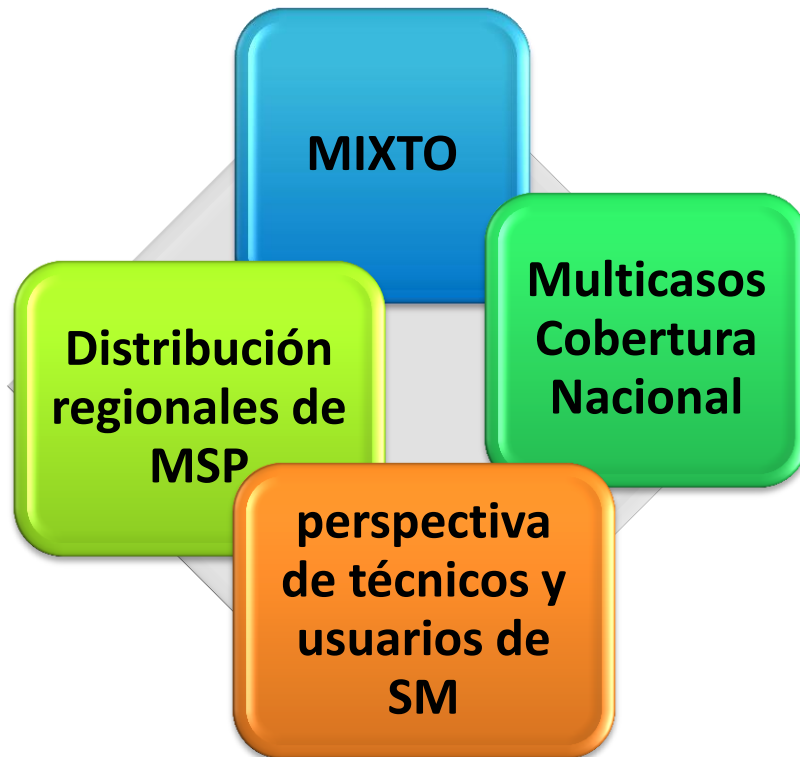 MIXTO
Multicasos
Cobertura
Nacional
Distribución
regionales de
MSP
perspectiva
de técnicos y
usuarios de
SM